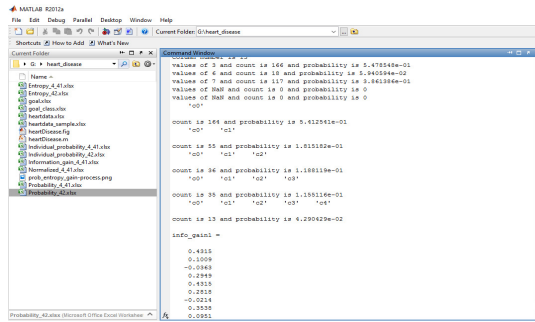 MATLAB R2012a
File Edit Debug Parallel Desktop Window Help
Current Folder: G:\heart_disease
Shortcuts How to Add What's New
Current Folder
G: heart_disease
Name
Entropy_4_41.xlsx
Entropy_42.xlsx
goal.xlsx
goal_class.xlsx
heartdata.xlsx
heartdata_sample.xlsx
heartDisease.fig
heartDisease.m
Individual_probability_4_41.xlsx
Individual_probability_42.xlsx
Information_gain_4_41.xlsx
Normalized_4_41.xlsx
prob_entropy_gain-process.png
Probability_4_41.xlsx
Probability_42.xlsx
Probability_42.xlsx (Microsoft Office Excel Workshee
Command Window
values of 3 and count is 166 and probability is 5.478548e-01
values of 6 and count is 18 and probability is 5.940594e-02
values of 7 and count is 117 and probability is 3.861386e-01
values of NaN and count is 0 and probability is 0
values of NaN and count is 0 and probability is 0
'c0'
count is 164 and probability is 5.412541e-01
'c0' 'c1'
count is 55 and probability is 1.815182e-01
'c0' 'c1' 'c2'
count is 36 and probability is 1.188119e-01
'c0' 'c1' 'c2' 'c3'
count is 35 and probability is 1.155116e-01
'c0' 'c1' 'c2' 'c3' 'c4'
count is 13 and probability is 4.290429e-02
info_gain1 =
0.4315
0.1009
-0.0363
0.2949
0.4315
0.2818
-0.0214
0.3538
0.0951
fx